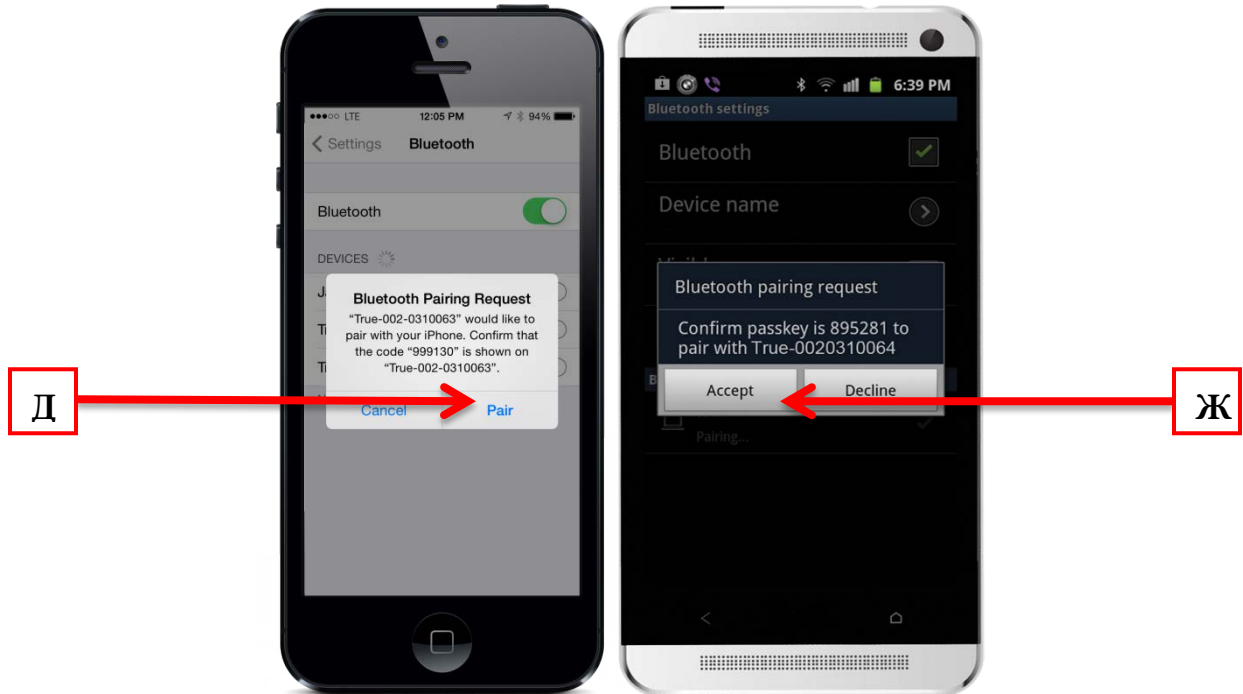 Д
●●●○○ LTE 12:05 PM 94%
Settings Bluetooth
Bluetooth
DEVICES
J
Ti
Ti
Bluetooth Pairing Request
“True-002-0310063” would like to
pair with your iPhone. Confirm that
the code “999130” is shown on
“True-002-0310063”.
Cancel Pair
6:39 PM
Bluetooth settings
Bluetooth
Device name
Bluetooth pairing request
Confirm passkey is 895281 to
pair with True-0020310064
B
Accept Decline
Pairing...
Ж